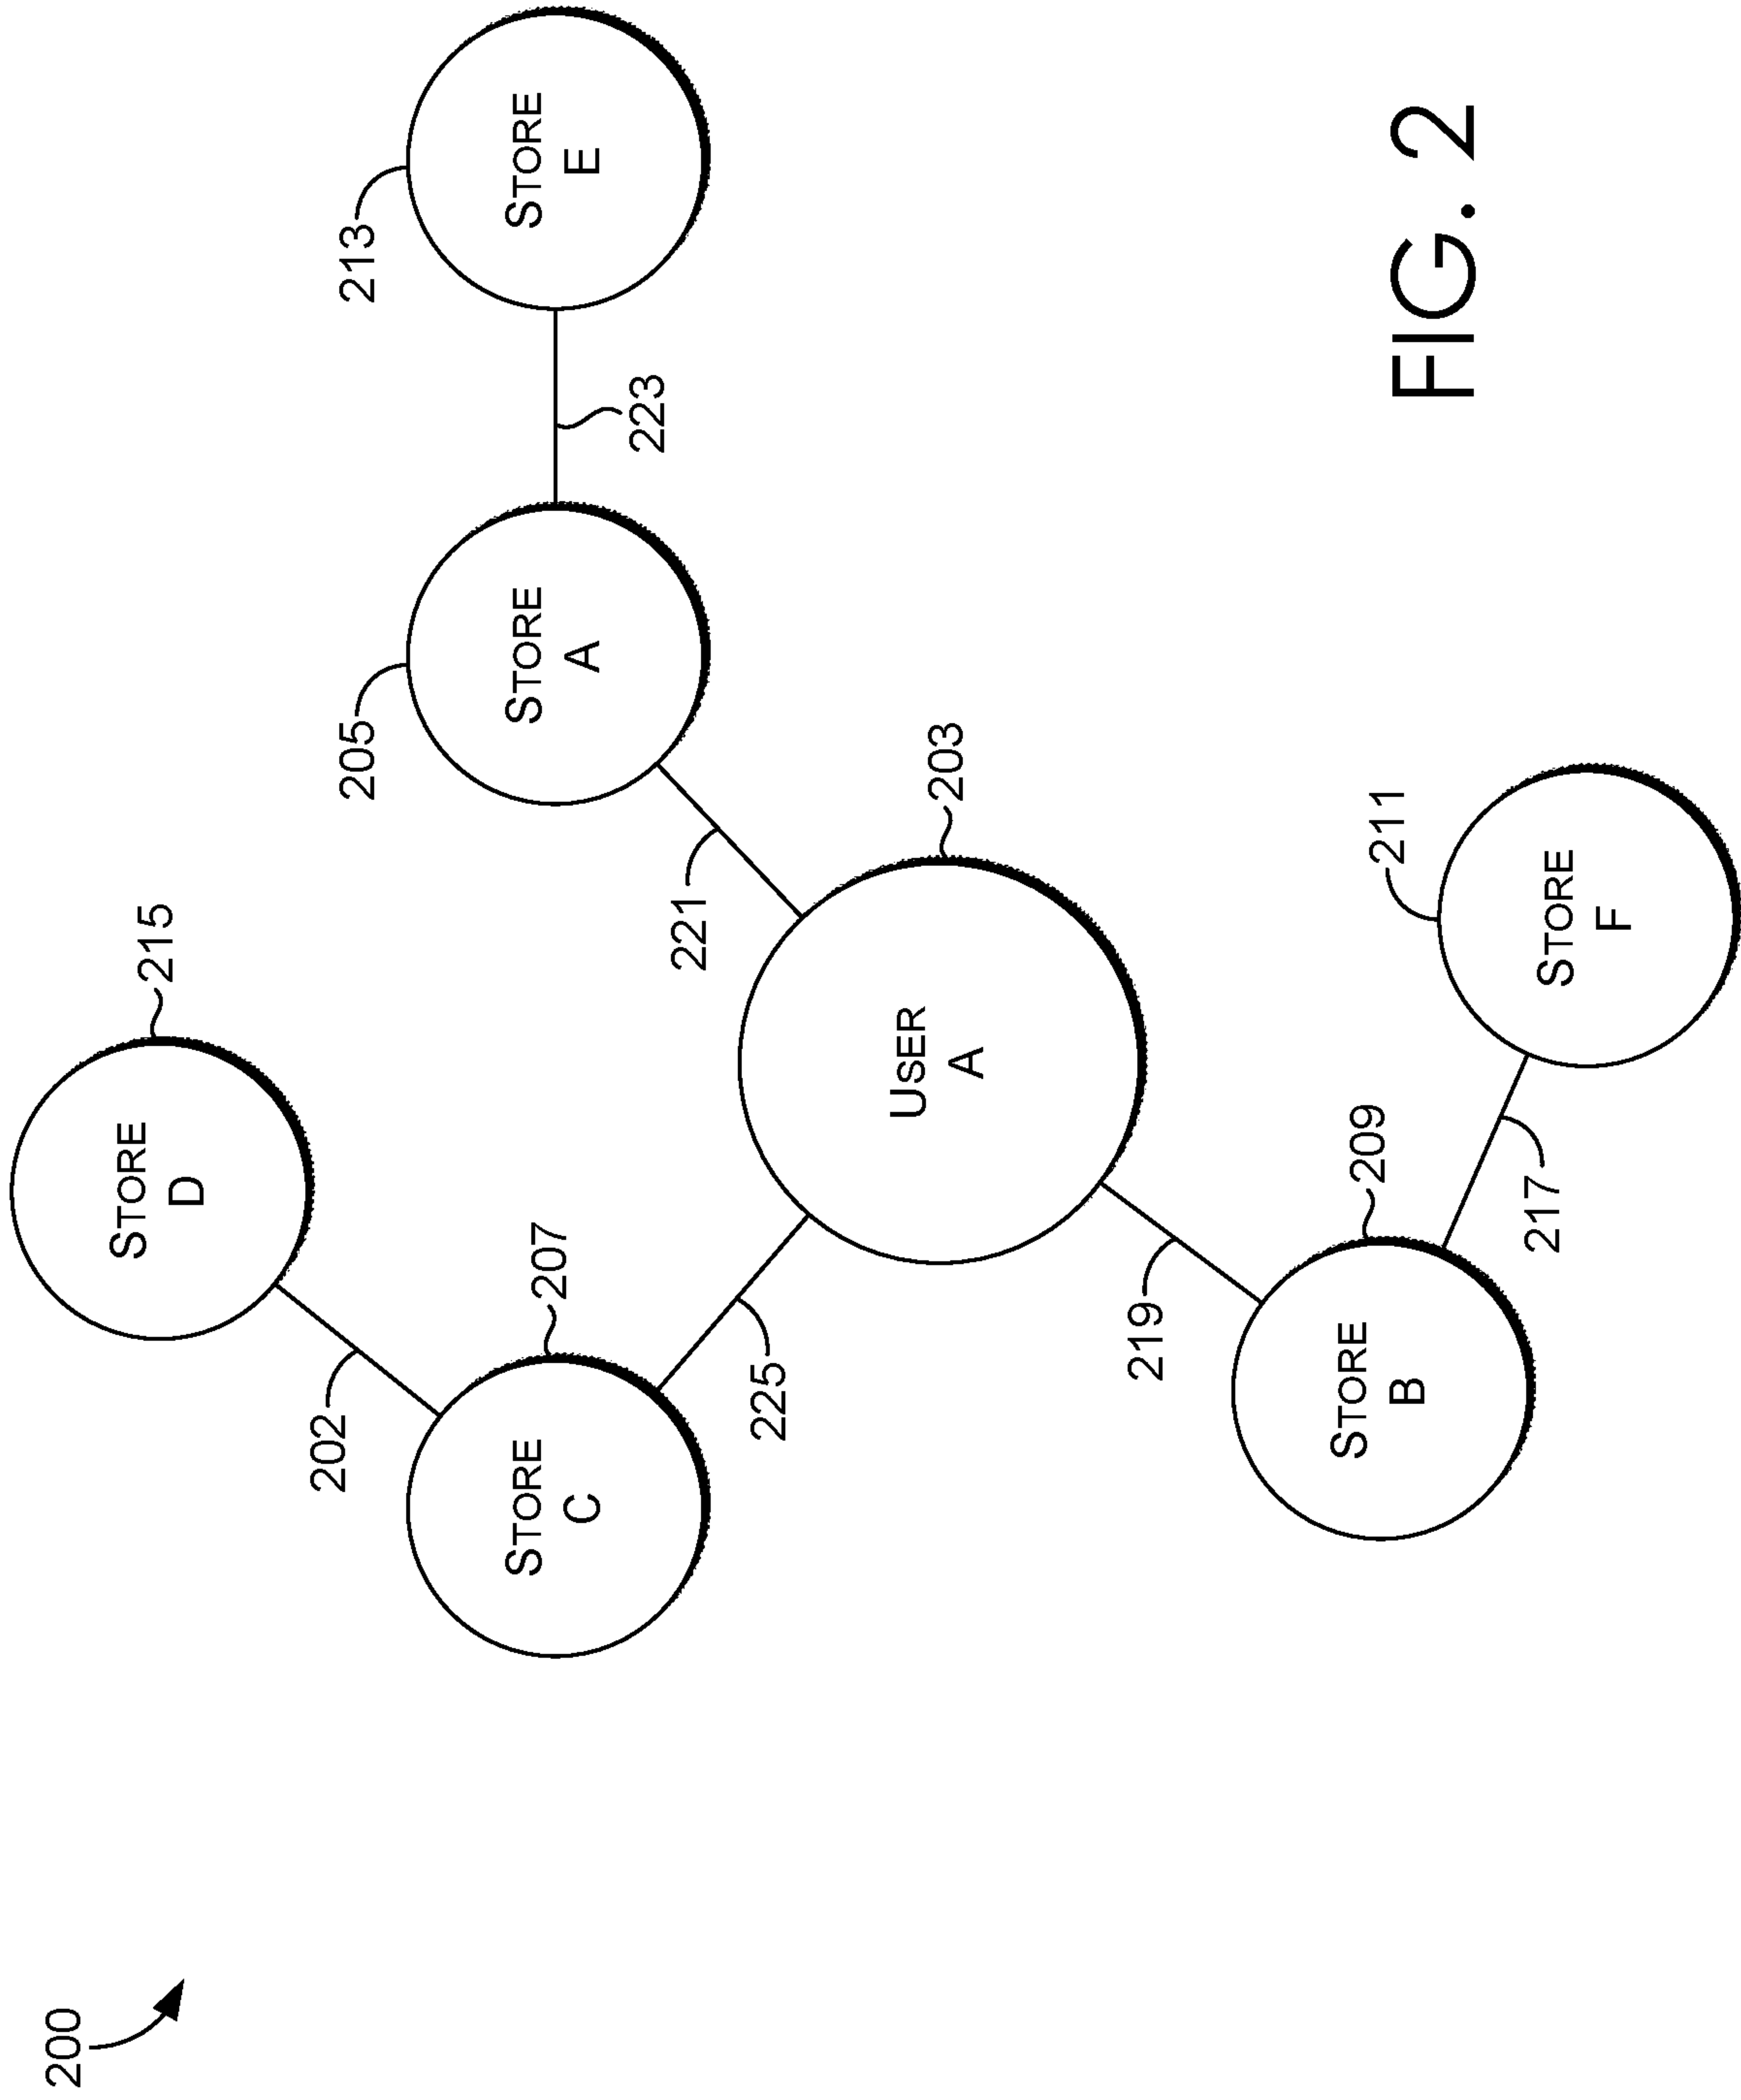 200
STORE
D
215
202
STORE
C
207
225
USER
A
203
221
STORE
A
205
223
STORE
E
213
219
STORE
B
209
217
STORE
F
211
FIG. 2